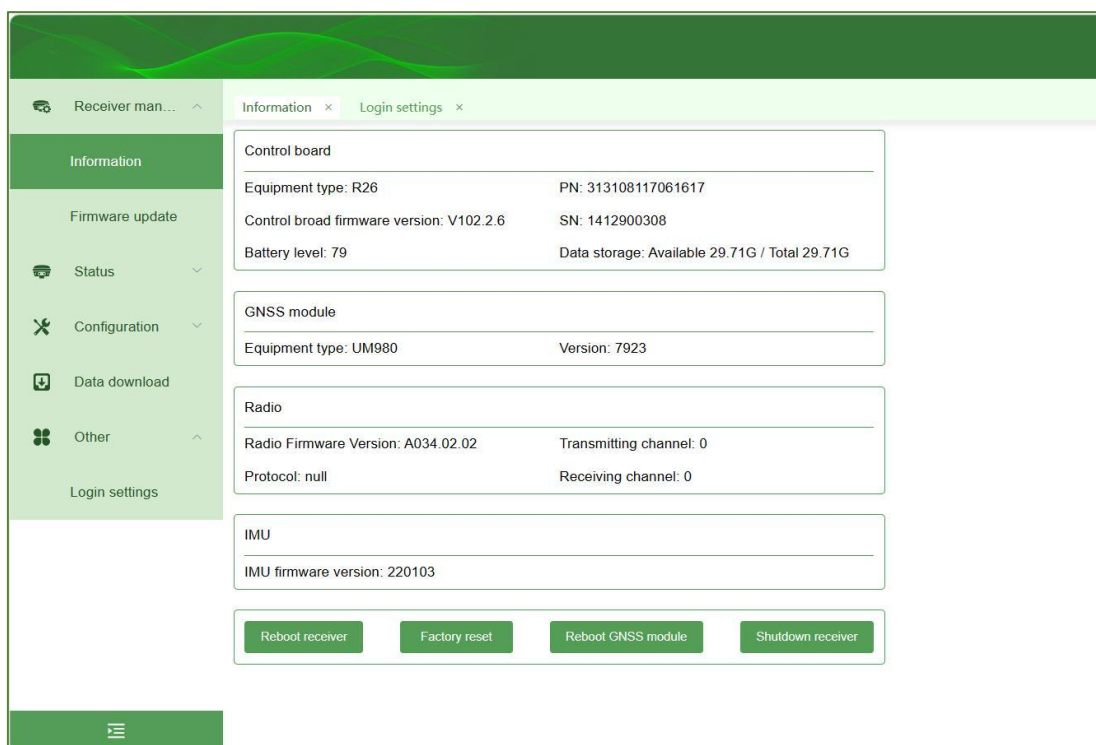 Receiver man...
Information
Firmware update
Status
Configuration
Data download
Other
Login settings
Information × Login settings ×
Control board
Equipment type: R26 PN: 313108117061617
Control broad firmware version: V102.2.6 SN: 1412900308
Battery level: 79 Data storage: Available 29.71G / Total 29.71G
GNSS module
Equipment type: UM980 Version: 7923
Radio
Radio Firmware Version: A034.02.02 Transmitting channel: 0
Protocol: null Receiving channel: 0
IMU
IMU firmware version: 220103
Reboot receiver Factory reset Reboot GNSS module Shutdown receiver